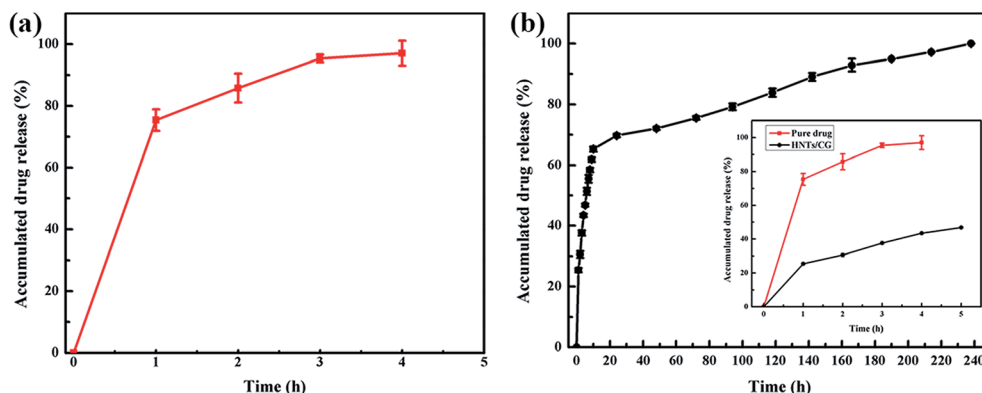 (a)
Accumulated drug release (%)
100
80
60
40
20
0
0 1 2 3 4 5
Time (h)
(b)
Accumulated drug release (%)
100
80
60
40
20
0
0 20 40 60 80 100 120 140 160 180 200 220 240
Time (h)
Pure drug
HNTs/CG
Accumulated drug release (%)
100
80
60
40
20
0
0 1 2 3 4 5
Time (h)